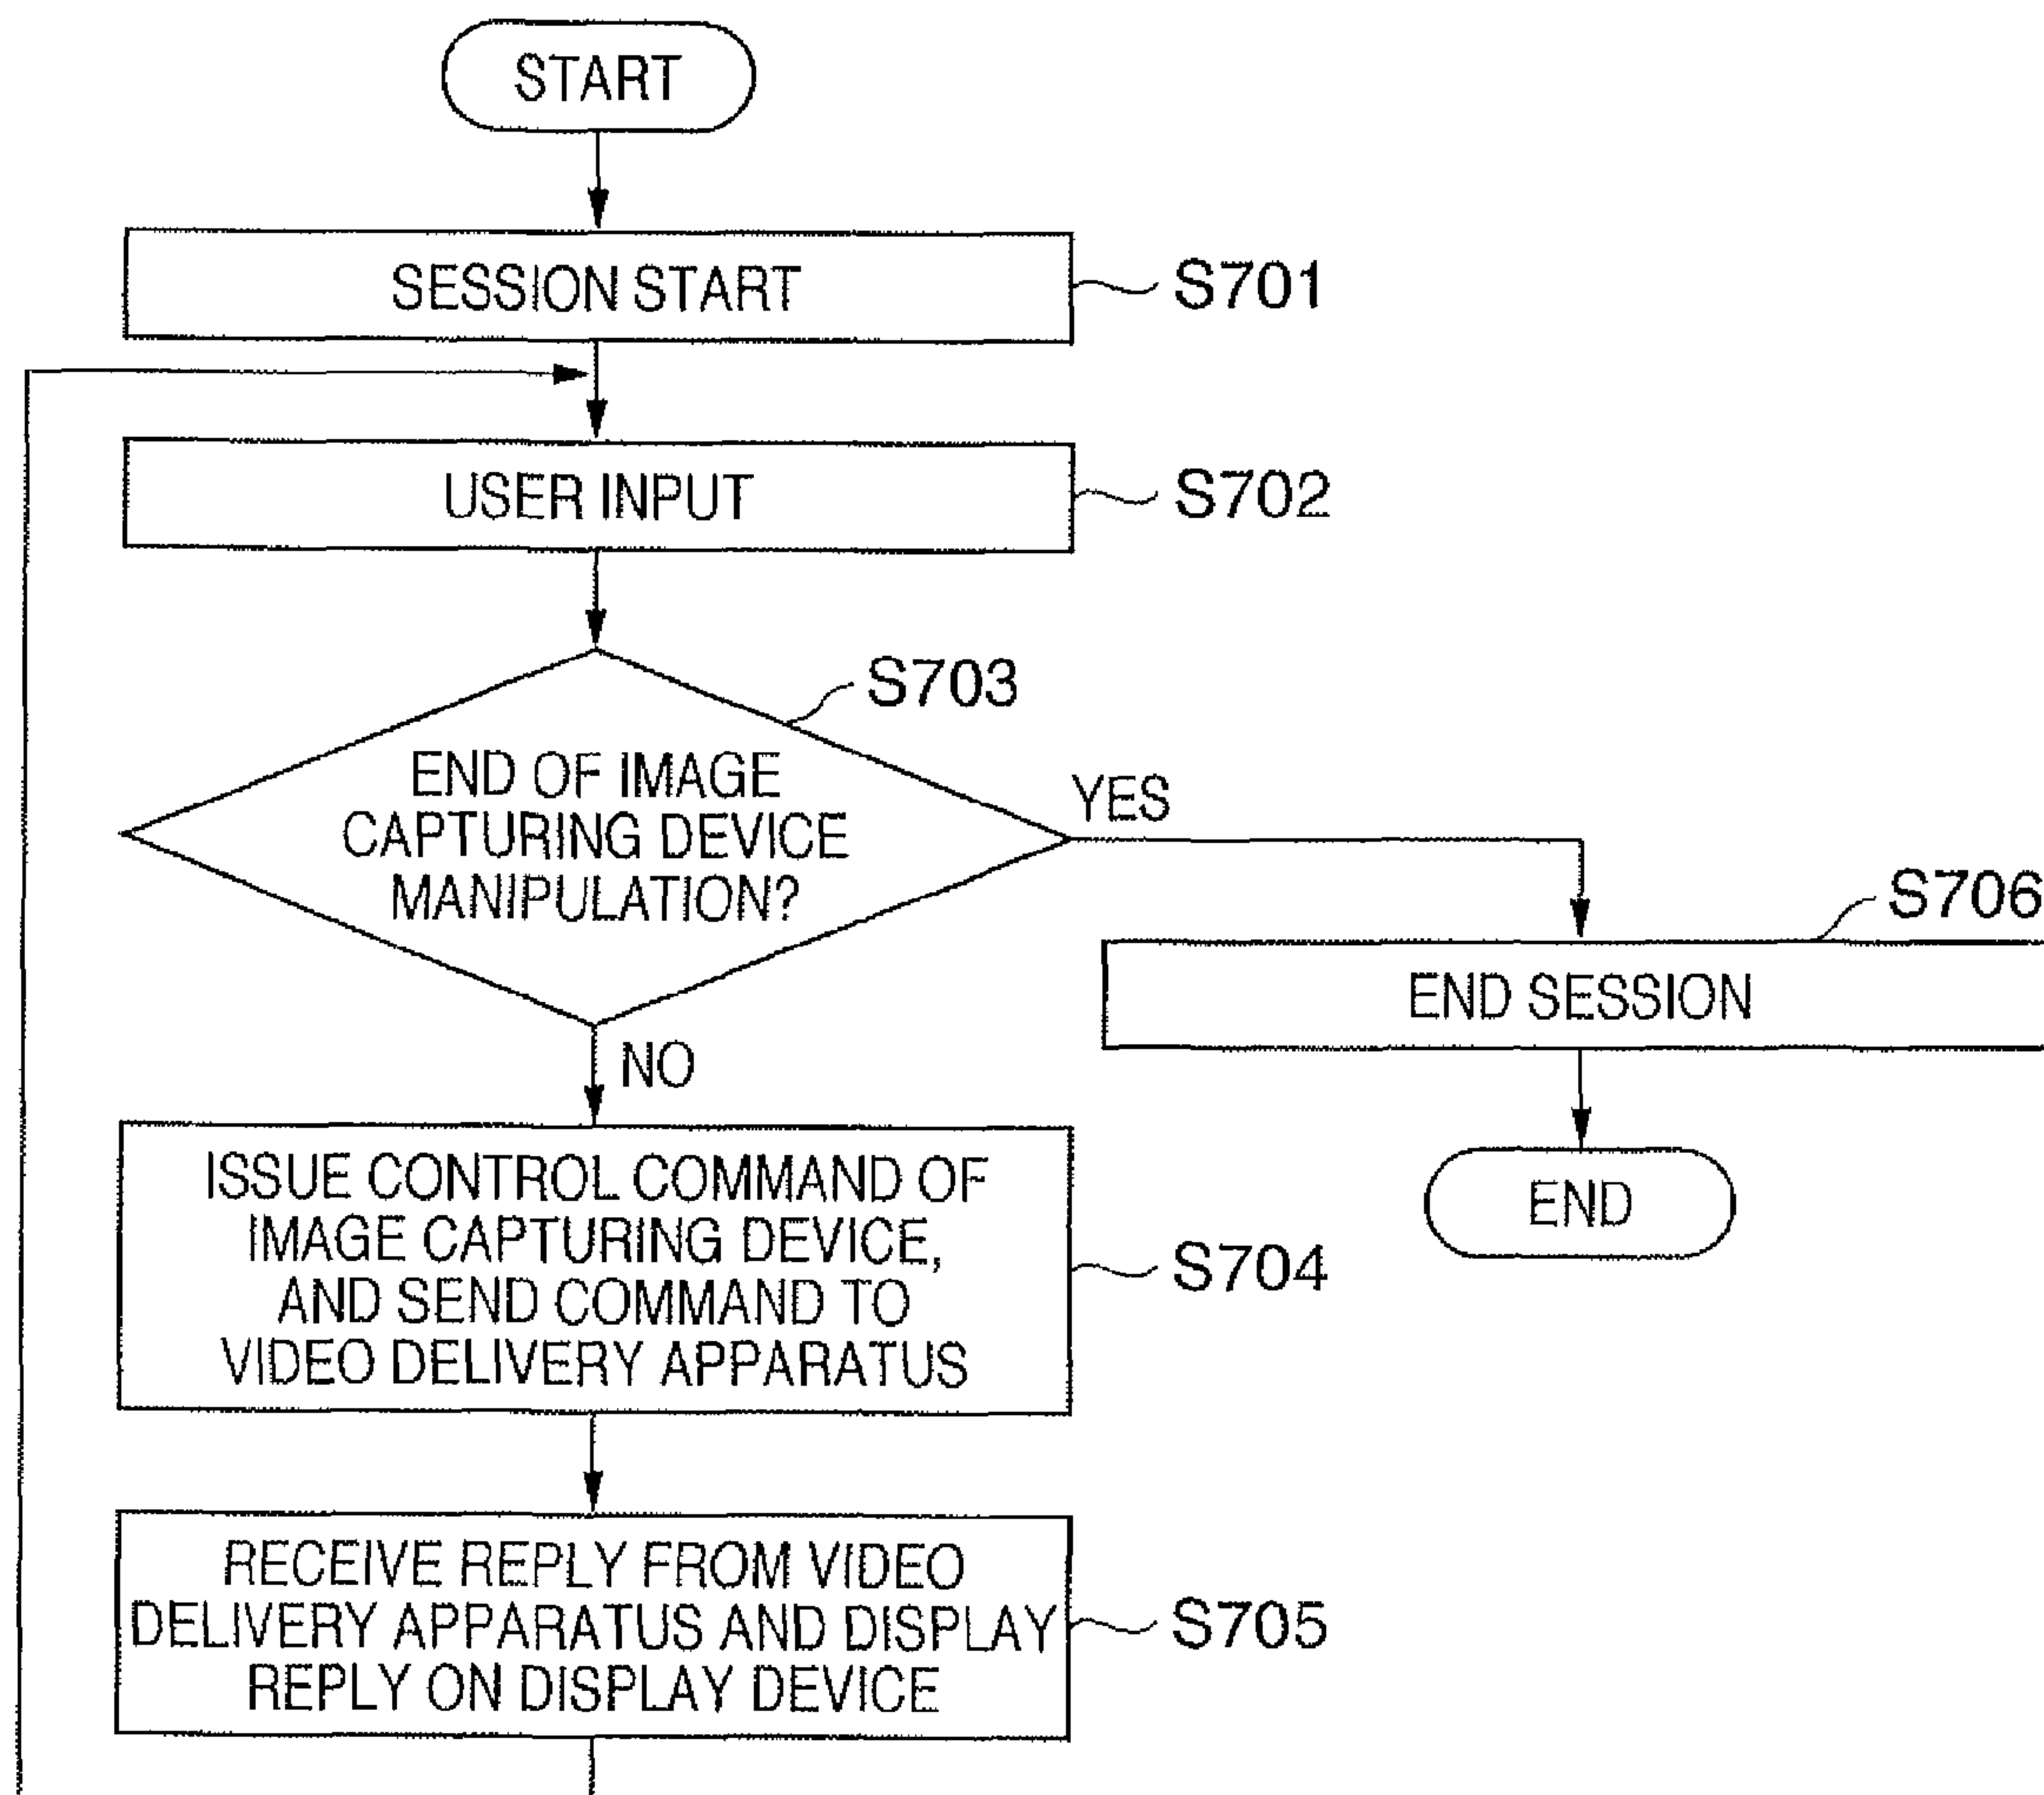 START
SESSION START
S701
USER INPUT
S702
S703
END OF IMAGE
CAPTURING DEVICE
MANIPULATION?
YES
S706
END SESSION
NO
END
ISSUE CONTROL COMMAND OF
IMAGE CAPTURING DEVICE,
AND SEND COMMAND TO
VIDEO DELIVERY APPARATUS
S704
RECEIVE REPLY FROM VIDEO
DELIVERY APPARATUS AND DISPLAY
REPLY ON DISPLAY DEVICE
S705